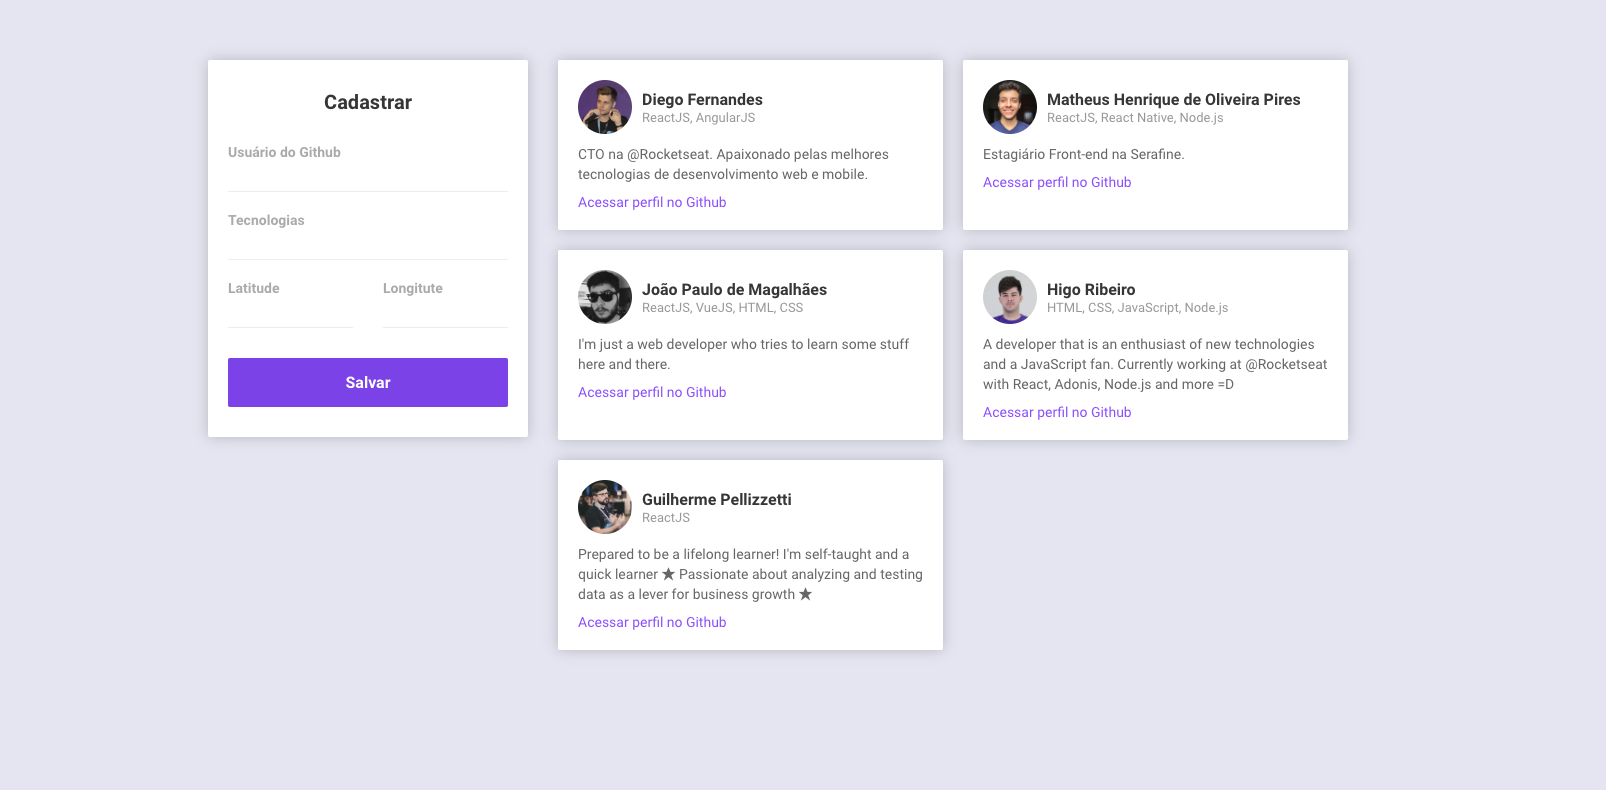 Cadastrar
Usuário do Github
Tecnologias
Latitude
Longitute
Salvar
Diego Fernandes
ReactJS, AngularJS
CTO na @Rocketseat. Apaixonado pelas melhores
tecnologias de desenvolvimento web e mobile.
Acessar perfil no Github
Matheus Henrique de Oliveira Pires
ReactJS, React Native, Node.js
Estagiário Front-end na Serafine.
Acessar perfil no Github
João Paulo de Magalhães
ReactJS, VueJS, HTML, CSS
I'm just a web developer who tries to learn some stuff
here and there.
Acessar perfil no Github
Higo Ribeiro
HTML, CSS, JavaScript, Node.js
A developer that is an enthusiast of new technologies
and a JavaScript fan. Currently working at @Rocketseat
with React, Adonis, Node.js and more =D
Acessar perfil no Github
Guilherme Pellizzetti
ReactJS
Prepared to be a lifelong learner! I'm self-taught and a
quick learner ★ Passionate about analyzing and testing
data as a lever for business growth ★
Acessar perfil no Github